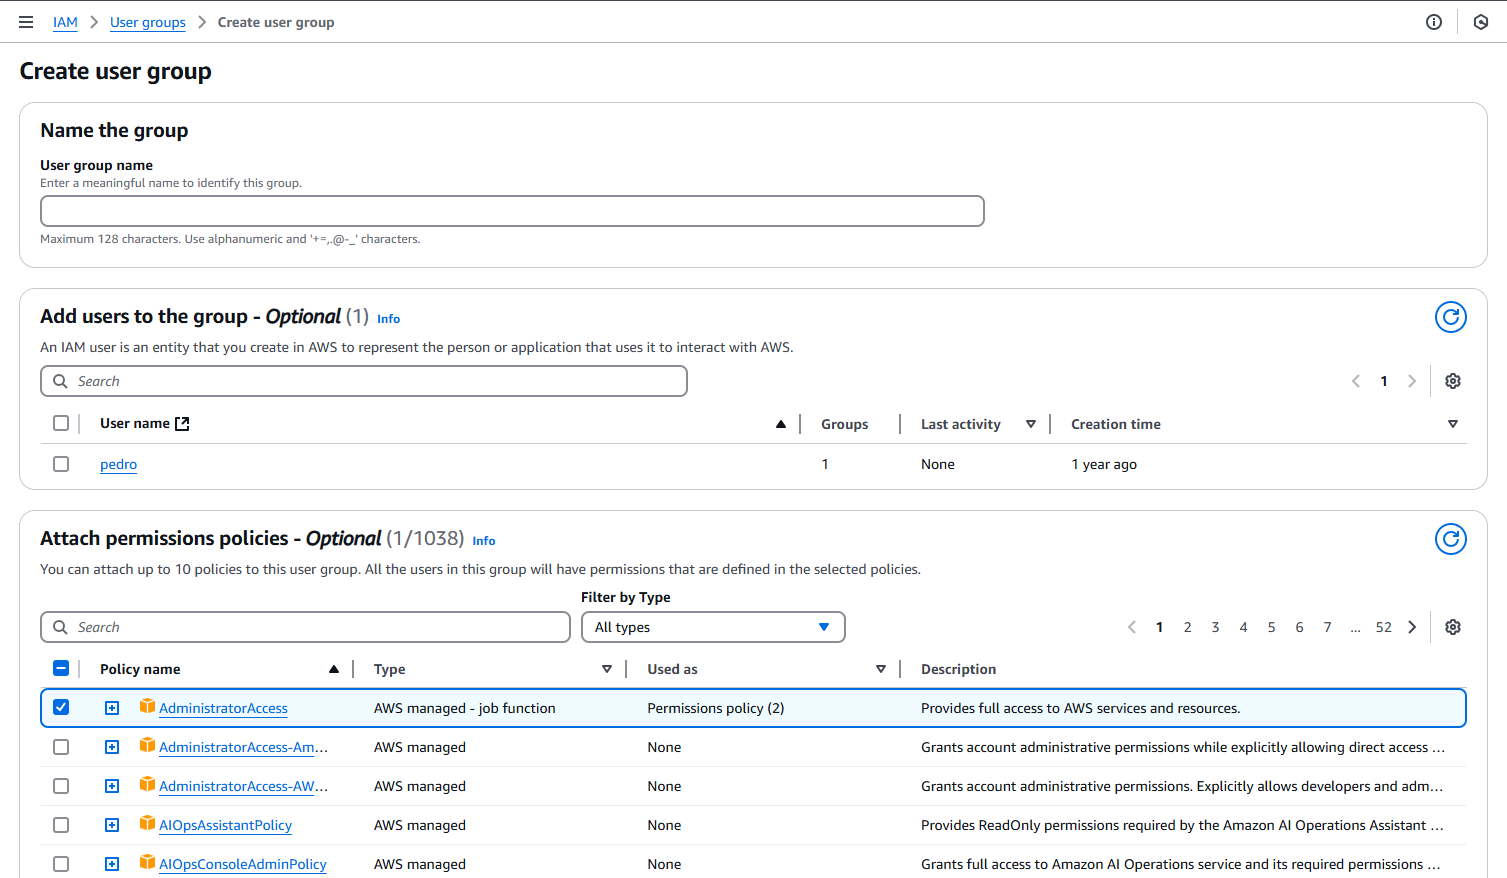 IAM > User groups > Create user group
Create user group
Name the group
User group name
Enter a meaningful name to identify this group.
Maximum 128 characters. Use alphanumeric and '+=,.@-_' characters.
Add users to the group - Optional (1) Info
An IAM user is an entity that you create in AWS to represent the person or application that uses it to interact with AWS.
Search
1
User name Groups Last activity Creation time
pedro 1 None 1 year ago
Attach permissions policies - Optional (1/1038) Info
You can attach up to 10 policies to this user group. All the users in this group will have permissions that are defined in the selected policies.
Filter by Type
Search All types 1 2 3 4 5 6 7 ... 52
Policy name Type Used as Description
AdministratorAccess AWS managed - job function Permissions policy (2) Provides full access to AWS services and resources.
AdministratorAccess-Am... AWS managed None Grants account administrative permissions while explicitly allowing direct access ...
AdministratorAccess-AW... AWS managed None Grants account administrative permissions. Explicitly allows developers and adm...
AIOpsAssistantPolicy AWS managed None Provides ReadOnly permissions required by the Amazon AI Operations Assistant ...
AIOpsConsoleAdminPolicy AWS managed None Grants full access to Amazon AI Operations service and its required permissions ...